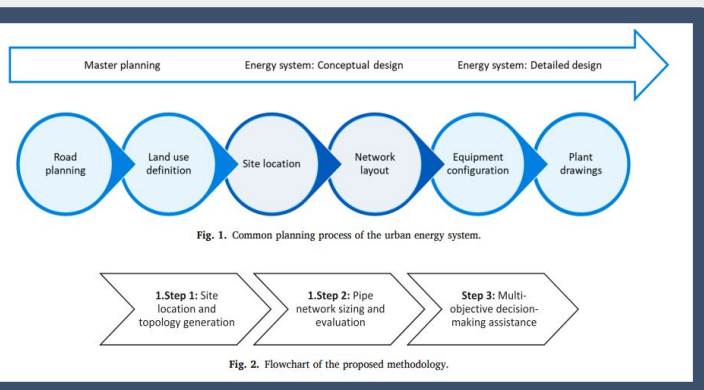 Master planning
Energy system: Conceptual design
Energy system: Detailed design
Road
planning
Land use
definition
Site location
Network
layout
Equipment
configuration
Plant
drawings
Fig. 1. Common planning process of the urban energy system.
1.Step 1: Site
location and
topology generation
1.Step 2: Pipe
network sizing and
evaluation
Step 3: Multi-
objective decision-
making assistance
Fig. 2. Flowchart of the proposed methodology.